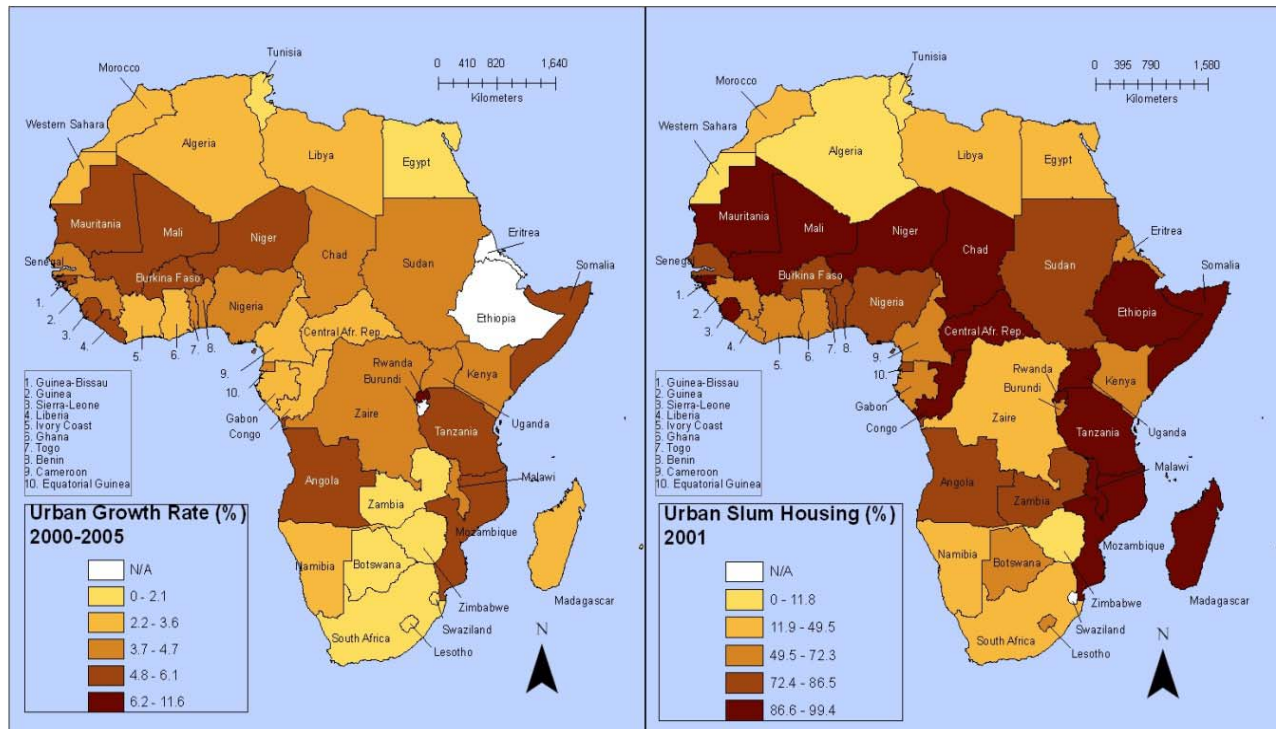 Tunisia
0 410 820 1,640
Kilometers
Morocco
Western Sahara
Algeria
Libya
Egypt
Mauritania
Mali
Niger
Chad
Sudan
Eritrea
Senegal
Burkina Faso
Somalia
1.
2.
3.
4.
5.
6.
7.
8.
Nigeria
Ethiopia
Central Afr. Rep.
9.
10.
Rwanda
Burundi
Kenya
Gabon
Congo
Zaire
Uganda
Tanzania
1. Guinea-Bissau
2. Guinea
3. Sierra-Leone
4. Liberia
5. Ivory Coast
6. Ghana
7. Togo
8. Benin
9. Cameroon
10. Equatorial Guinea
Angola
Malawi
Zambia
Mozambique
Namibia
Botswana
Zimbabwe
Madagascar
South Africa
Swaziland
Lesotho
N
Urban Growth Rate (%)
2000-2005
N/A
0 - 2.1
2.2 - 3.6
3.7 - 4.7
4.8 - 6.1
6.2 - 11.6
Tunisia
0 395 790 1,580
Kilometers
Morocco
Western Sahara
Algeria
Libya
Egypt
Mauritania
Mali
Niger
Chad
Sudan
Eritrea
Senegal
Burkina Faso
Somalia
1.
2.
3.
4.
5.
6.
7.
8.
Nigeria
Ethiopia
Central Afr. Rep.
9.
10.
Rwanda
Burundi
Kenya
Gabon
Congo
Zaire
Uganda
Tanzania
1. Guinea-Bissau
2. Guinea
3. Sierra-Leone
4. Liberia
5. Ivory Coast
6. Ghana
7. Togo
8. Benin
9. Cameroon
10. Equatorial Guinea
Angola
Malawi
Zambia
Mozambique
Namibia
Botswana
Zimbabwe
Madagascar
South Africa
Swaziland
Lesotho
N
Urban Slum Housing (%)
2001
N/A
0 - 11.8
11.9 - 49.5
49.5 - 72.3
72.4 - 86.5
86.6 - 99.4